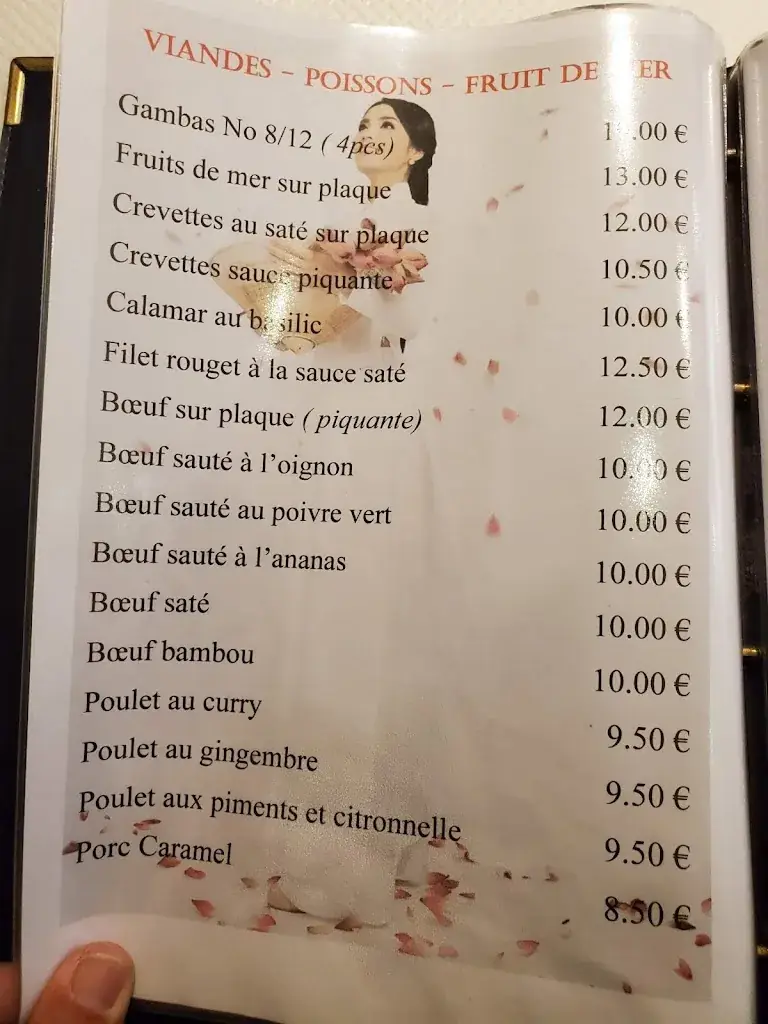 VIANDES - POISSONS - FRUIT DE
Gambas No 8/12 ( 4pcs)
Fruits de mer sur plaque 13.00 €
Crevettes au saté sur plaque 12.00 €
Crevettes sauce piquante 10.50 €
Calamar au basilic 10.00 €
Filet rouget à la sauce saté 12.50 €
Bœuf sur plaque ( piquante) 12.00 €
Bœuf sauté à l'oignon 10.00 €
Bœuf sauté au poivre vert 10.00 €
Bœuf sauté à l'ananas 10.00 €
Bœuf saté 10.00 €
Bœuf bambou 10.00 €
Poulet au curry 9.50 €
Poulet au gingembre 9.50 €
Poulet aux piments et citronnelle 9.50 €
Porc Caramel 8.50 €